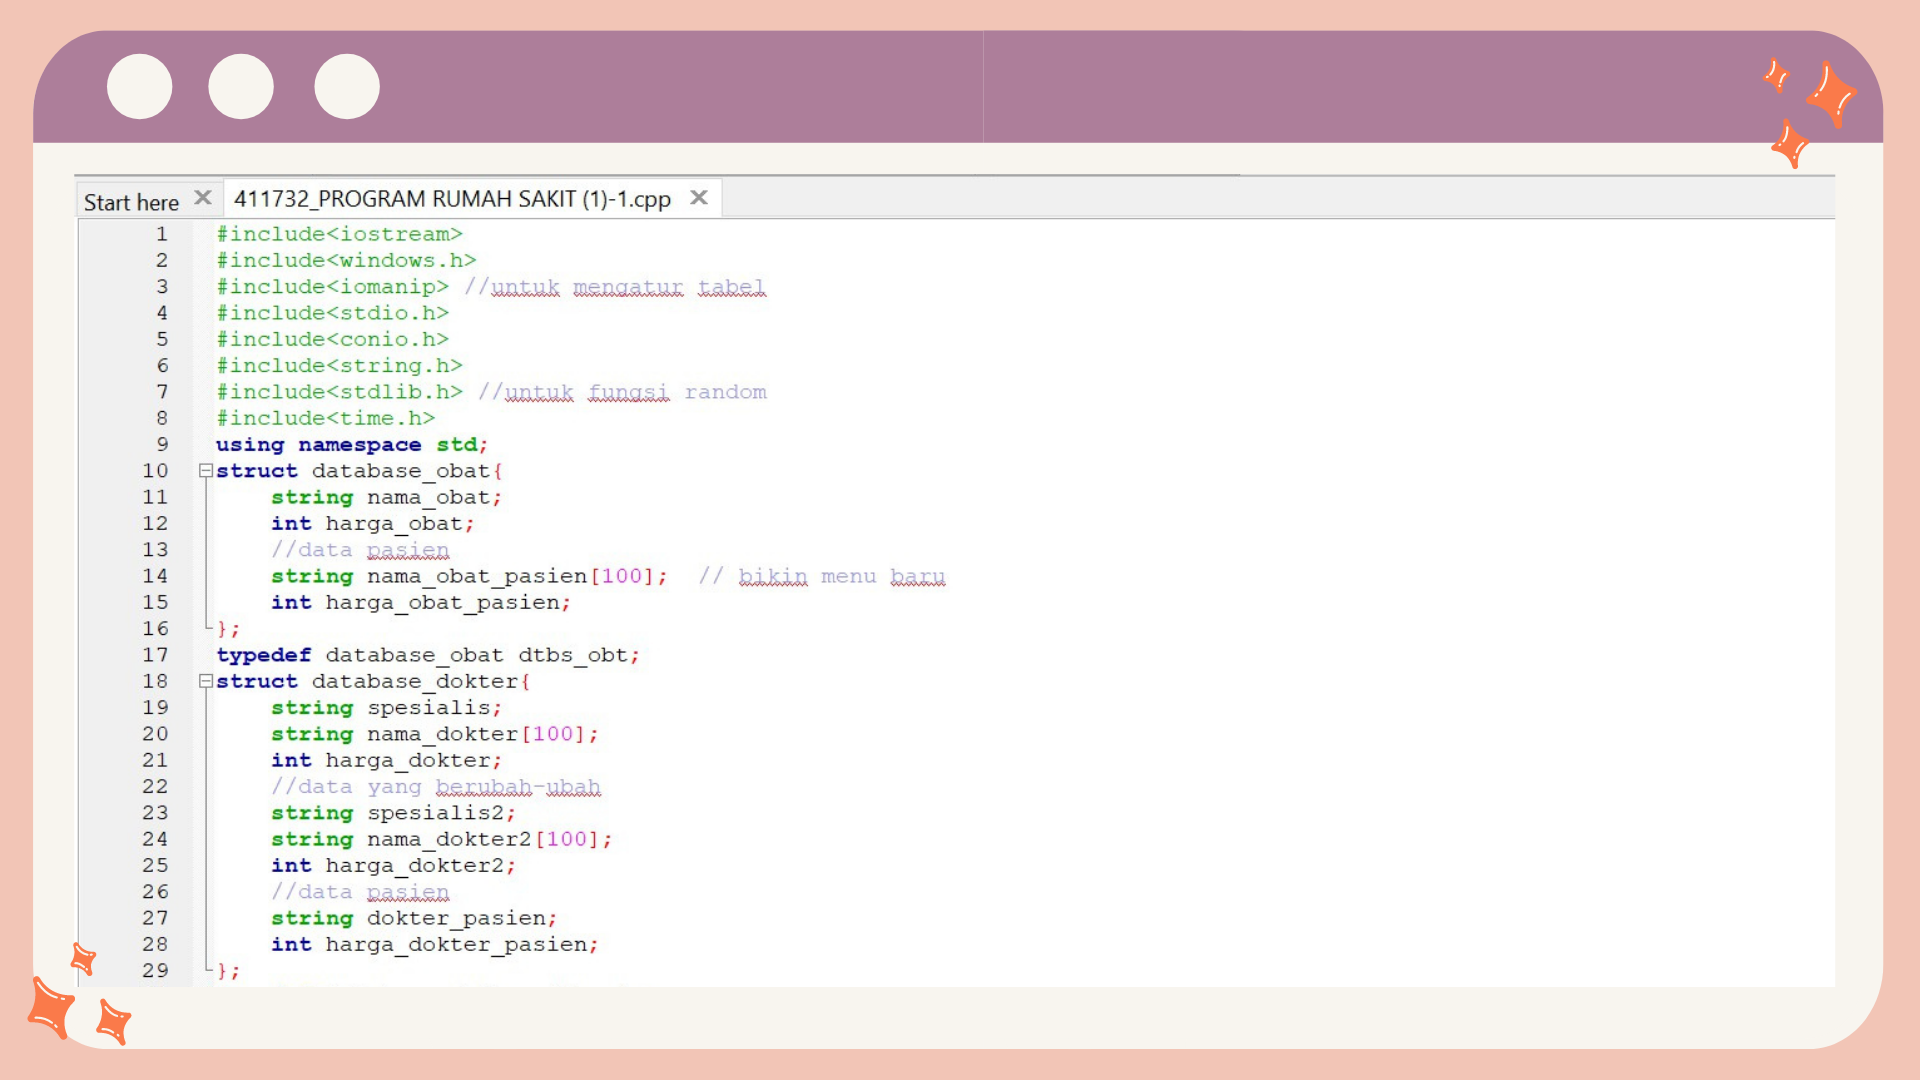 Start here
411732_PROGRAM RUMAH SAKIT (1)-1.cpp
1 #include<iostream>
2 #include<windows.h>
3 #include<iomanip> //untuk mengatur tabel
4 #include<stdio.h>
5 #include<conio.h>
6 #include<string.h>
7 #include<stdlib.h> //untuk fungsi random
8 #include<time.h>
9 using namespace std;
10 struct database_obat{
11 string nama_obat;
12 int harga_obat;
13 //data pasien
14 string nama_obat_pasien[100]; // bikin menu baru
15 int harga_obat_pasien;
16 };
17 typedef database_obat dtbs_obt;
18 struct database_dokter{
19 string spesialis;
20 string nama_dokter[100];
21 int harga_dokter;
22 //data yang berubah-ubah
23 string spesialis2;
24 string nama_dokter2[100];
25 int harga_dokter2;
26 //data pasien
27 string dokter_pasien;
28 int harga_dokter_pasien;
29 };